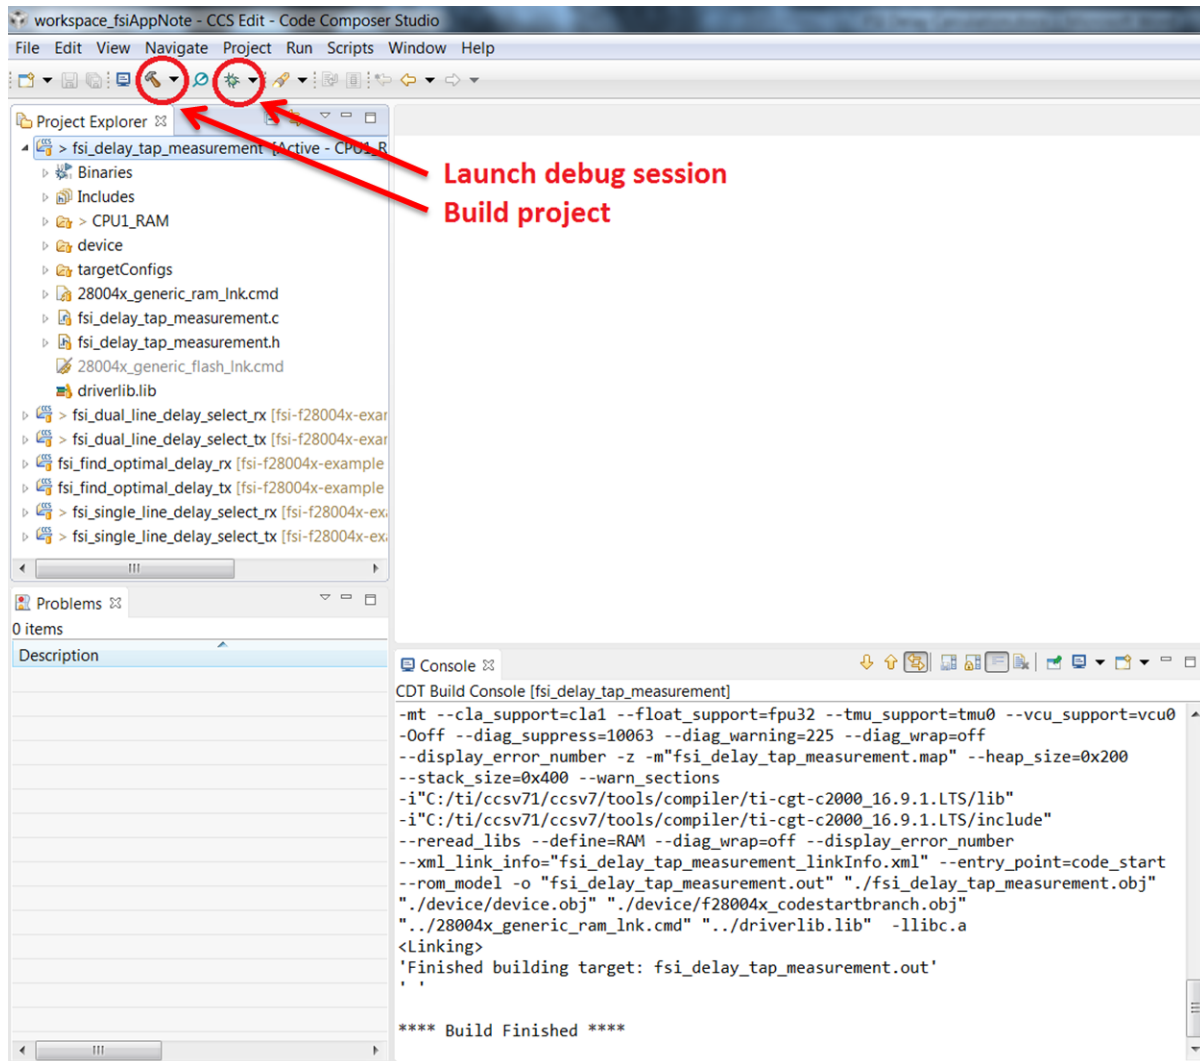 workspace_fsiAppNote - CCS Edit - Code Composer Studio
File Edit View Navigate Project Run Scripts Window Help
Project Explorer
> fsi_delay_tap_measurement [Active - CPU1_R
Binaries
Includes
> CPU1_RAM
device
targetConfigs
28004x_generic_ram_lnk.cmd
fsi_delay_tap_measurement.c
fsi_delay_tap_measurement.h
28004x_generic_flash_lnk.cmd
driverlib.lib
> fsi_dual_line_delay_select_rx [fsi-f28004x-exar
> fsi_dual_line_delay_select_tx [fsi-f28004x-exar
fsi_find_optimal_delay_rx [fsi-f28004x-example
fsi_find_optimal_delay_tx [fsi-f28004x-example
> fsi_single_line_delay_select_rx [fsi-f28004x-ex
> fsi_single_line_delay_select_tx [fsi-f28004x-ex
Launch debug session
Build project
Problems
0 items
Description
Console
CDT Build Console [fsi_delay_tap_measurement]
-mt --cla_support=cla1 --float_support=fpu32 --tmu_support=tmu0 --vcu_support=vcu0
-Ooff --diag_suppress=10063 --diag_warning=225 --diag_wrap=off
--display_error_number -z -m"fsi_delay_tap_measurement.map" --heap_size=0x200
--stack_size=0x400 --warn_sections
-i"C:/ti/ccsv71/ccsv7/tools/compiler/ti-cgt-c2000_16.9.1.LTS/lib"
-i"C:/ti/ccsv71/ccsv7/tools/compiler/ti-cgt-c2000_16.9.1.LTS/include"
--reread_libs --define=RAM --diag_wrap=off --display_error_number
--xml_link_info="fsi_delay_tap_measurement_linkInfo.xml" --entry_point=code_start
--rom_model -o "fsi_delay_tap_measurement.out" "./fsi_delay_tap_measurement.obj"
"./device/device.obj" "./device/f28004x_codestartbranch.obj"
"../28004x_generic_ram_lnk.cmd" "../driverlib.lib" -llibc.a
<Linking>
'Finished building target: fsi_delay_tap_measurement.out'
' '
**** Build Finished ****